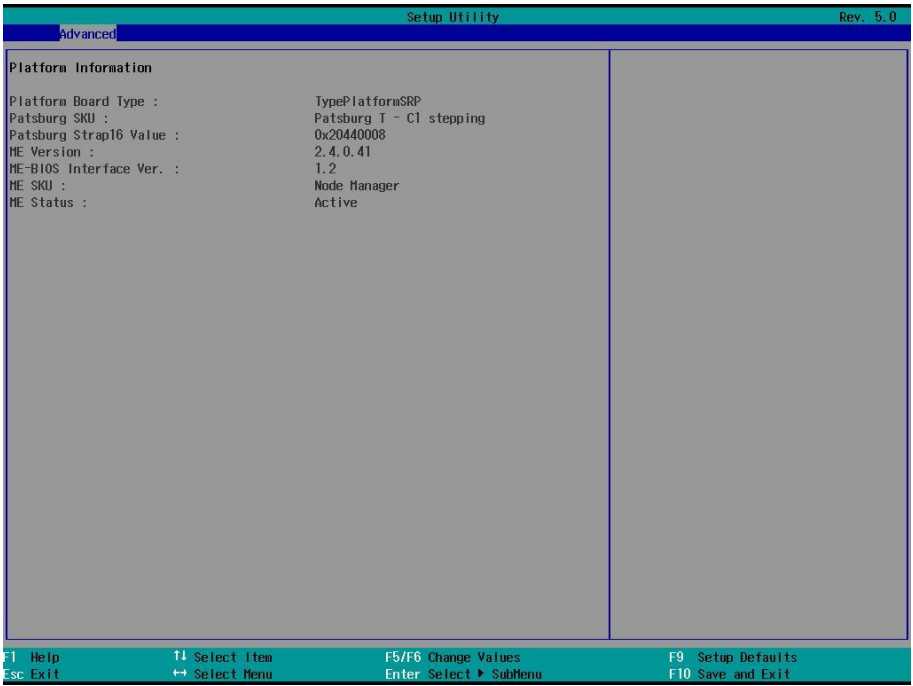 Setup Utility Rev. 5.0
Advanced
Platform Information
Platform Board Type : TypePlatformSRP
Patsburg SKU : Patsburg T - C1 stepping
Patsburg Strap16 Value : 0x20440008
ME Version : 2.4.0.41
ME-BIOS Interface Ver. : 1.2
ME SKU : Node Manager
ME Status : Active
F1 Help ↑↓ Select Item F5/F6 Change Values F9 Setup Defaults
Esc Exit ↔ Select Menu Enter Select ▶ SubMenu F10 Save and Exit